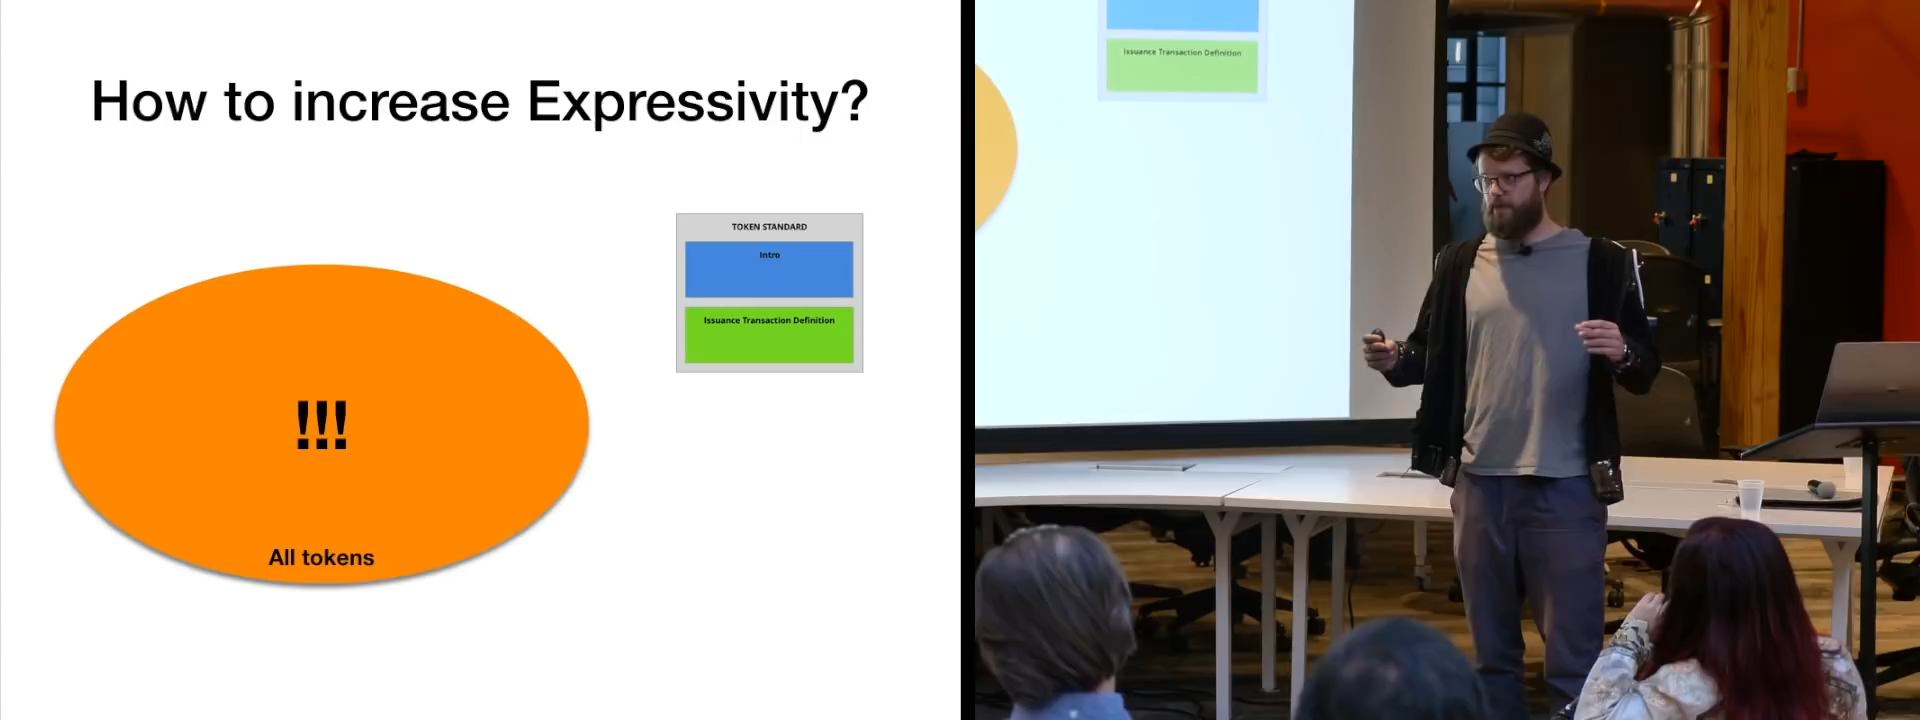 How to increase Expressivity?
TOKEN STANDARD
Intro
Issuance Transaction Definition
!!!
All tokens
Issuance Transaction Definition